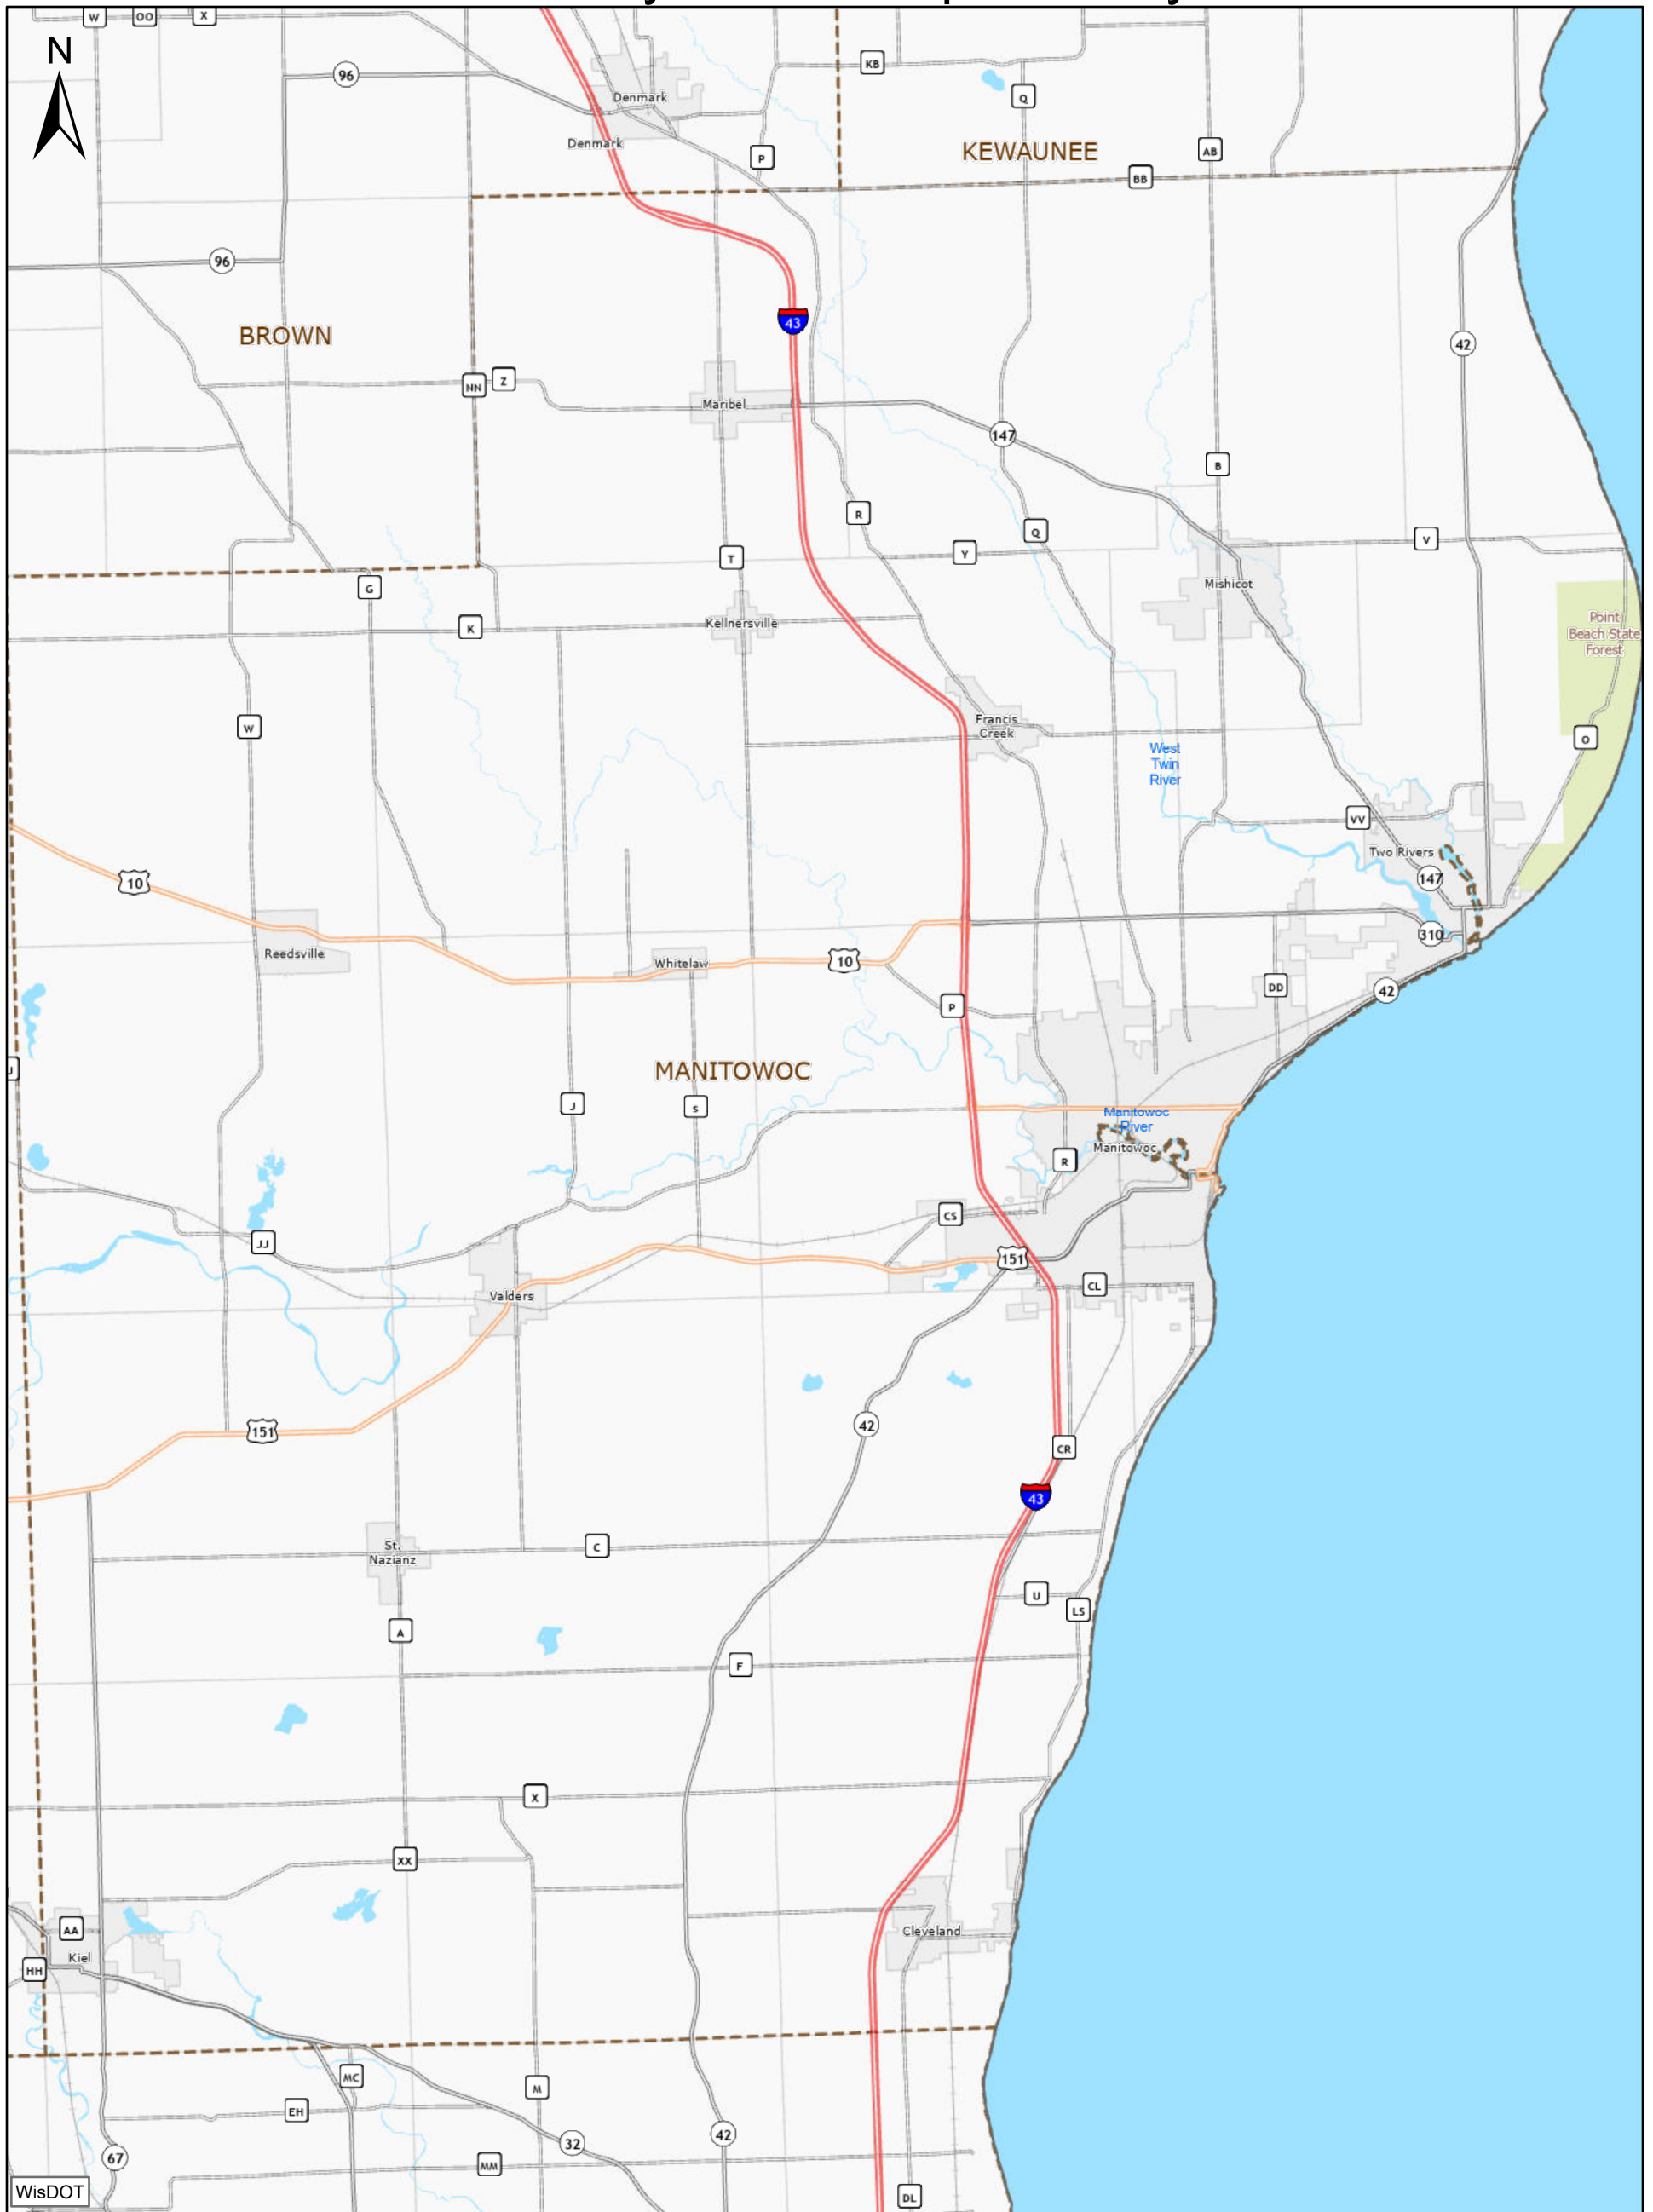 W
OO
X
N
96
Denmark
KB
Q
Denmark
P
KEWAUNEE
AB
BB
96
BROWN
43
42
NN
Z
Maribel
147
B
R
Q
V
T
Y
Mishicot
G
Kellnersville
K
Point
Beach State
Forest
W
Francis
Creek
O
West
Twin
River
VV
Two Rivers
10
147
Reedsville
Whitelaw
10
310
DD
42
P
J
MANITOWOC
J
S
Manitowoc
River
Manitowoc
R
CS
JJ
151
CL
Valders
42
151
CR
43
St.
Nazianz
C
U
LS
A
F
X
XX
AA
Cleveland
Kiel
HH
MC
M
EH
42
32
67
MM
WisDOT
DL